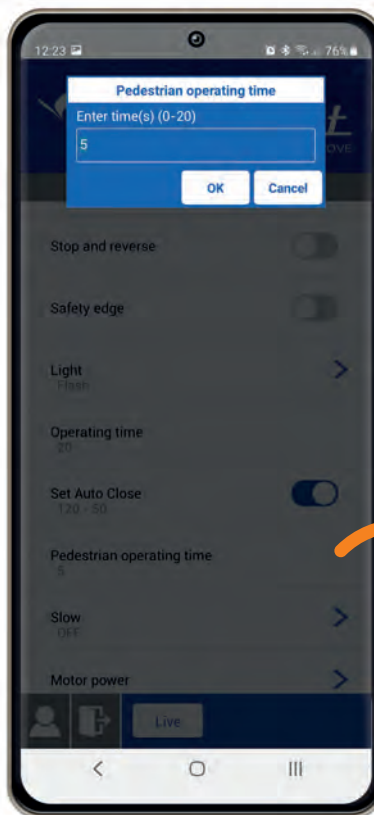 12:23
76%
Pedestrian operating time
Enter time(s) (0-20)
5
OK
Cancel
OVE
Stop and reverse
Safety edge
Light
Flash
Operating time
20
Set Auto Close
120 - 50
Pedestrian operating time
5
Slow
OFF
Motor power
Live